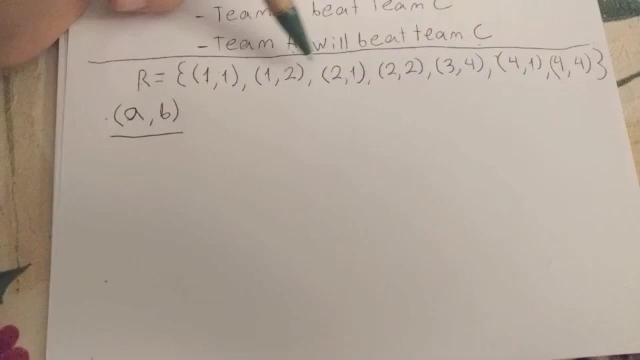 - Team beat Team C
- Team will beat team C
R = {(1,1), (1,2), (2,1), (2,2), (3,4), (4,1), (4,4)}
(a, b)